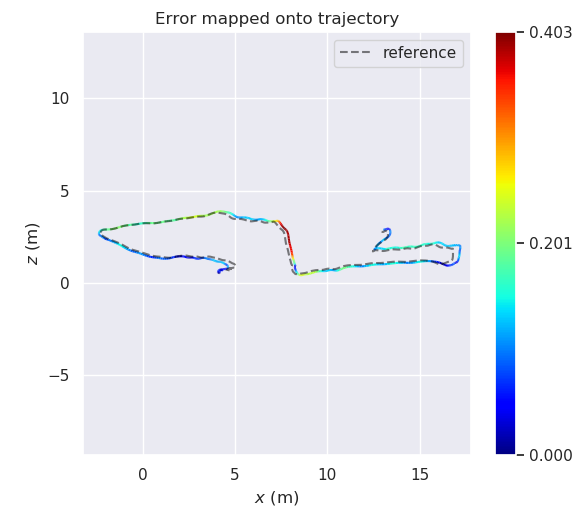 Error mapped onto trajectory
reference
10
5
0
−5
z (m)
0 5 10 15
x (m)
0.403
0.201
0.000